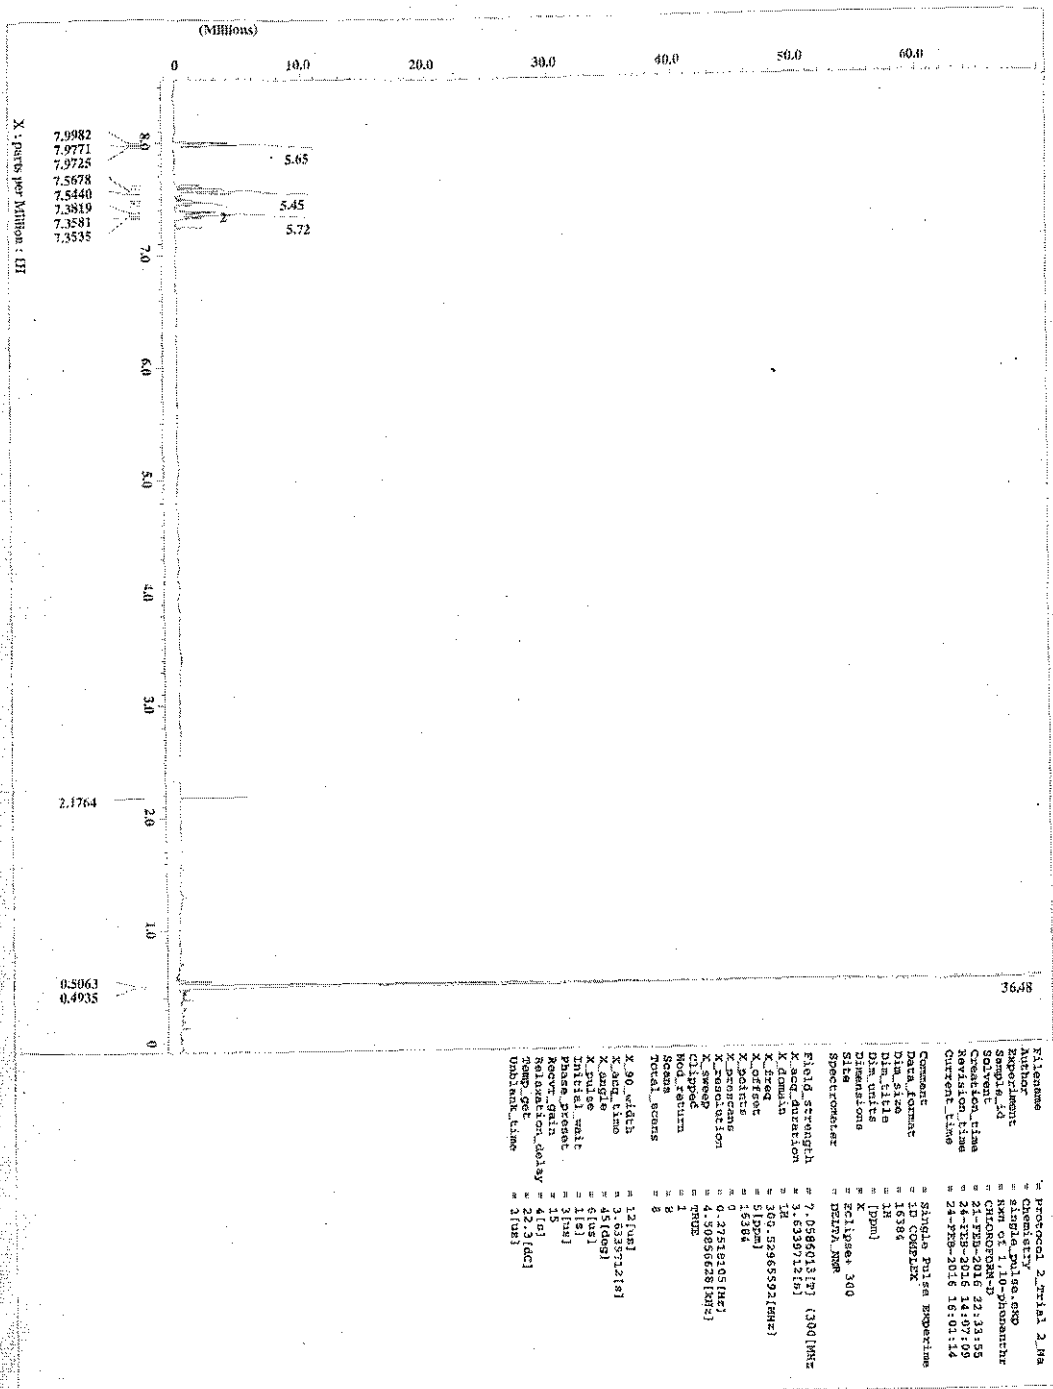 (Millions)
0 10.0 20.0 30.0 40.0 50.0 60.0
X : parts per Million : 1H
8.0 7.0 6.0 5.0 4.0 3.0 2.0 1.0 0
7.9982
7.9771
7.9725
7.5678
7.5440
7.3819
7.3581
7.3535
2.1764
0.5063
0.4935
5.65
5.45
2
5.72
36.48
Filename = Protocol 2_Trial 2_Ma
Author = Chemistry
Experiment = single_pulse.exp
Sample_id = Rxn of 1,10-phenanthr
Solvent = CHLOROFORM-D
Creation_time = 21-FEB-2016 22:33:55
Revision_time = 24-FEB-2016 14:07:09
Current_time = 24-FEB-2016 16:01:14
Comment = Single Pulse Experime
Data_format = 1D COMPLEX
Dim_size = 16384
Dim_title = 1H
Dim_units = [ppm]
Dimensions = X
Site = Eclipse+ 300
Spectrometer = DELTA_NMR
Field_strength = 7.0586013[T] (300[MHz
X_acq_duration = 3.6339712[s]
X_domain = 1H
X_freq = 300.52965592[MHz]
X_offset = 5[ppm]
X_points = 16384
X_prescans = 0
X_resolution = 0.27518105[Hz]
X_sweep = 4.50856628[kHz]
Clipped = TRUE
Mod_return = 1
Scans = 8
Total_scans = 8
X_90_width = 12[us]
X_acq_time = 3.6339712[s]
X_angle = 45[deg]
X_pulse = 6[us]
Initial_wait = 1[s]
Phase_preset = 3[us]
Recvr_gain = 15
Relaxation_delay = 4[s]
Temp_get = 22.3[dC]
Unblank_time = 2[us]